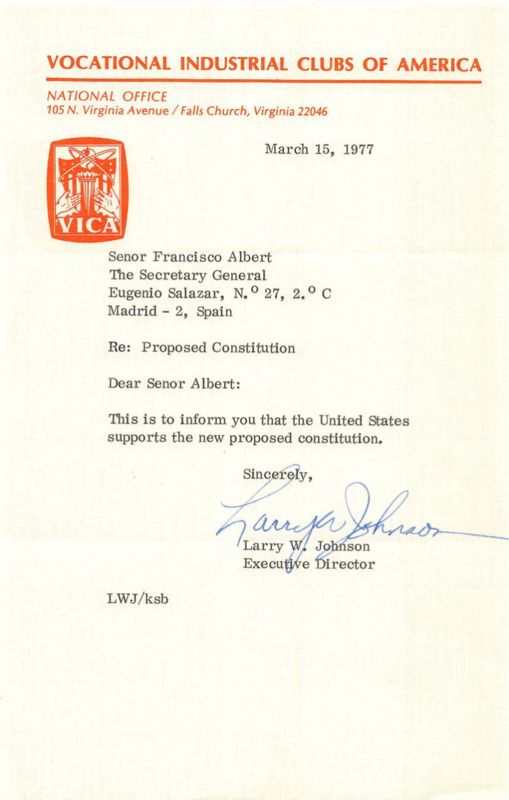 VOCATIONAL INDUSTRIAL CLUBS OF AMERICA
NATIONAL OFFICE
105 N. Virginia Avenue / Falls Church, Virginia 22046
March 15, 1977
VICA
Senor Francisco Albert
The Secretary General
Eugenio Salazar, N.º 27, 2.º C
Madrid - 2, Spain
Re: Proposed Constitution
Dear Senor Albert:
This is to inform you that the United States
supports the new proposed constitution.
Sincerely,
Larry W Johnson
Larry W. Johnson
Executive Director
LWJ/ksb